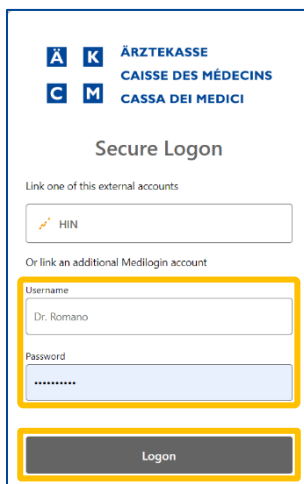 Ä K
C M
ÄRZTEKASSE
CAISSE DES MÉDECINS
CASSA DEI MEDICI
Secure Logon
Link one of this external accounts
HIN
Or link an additional Medilogin account
Username
Dr. Romano
Password
••••••••••
Logon